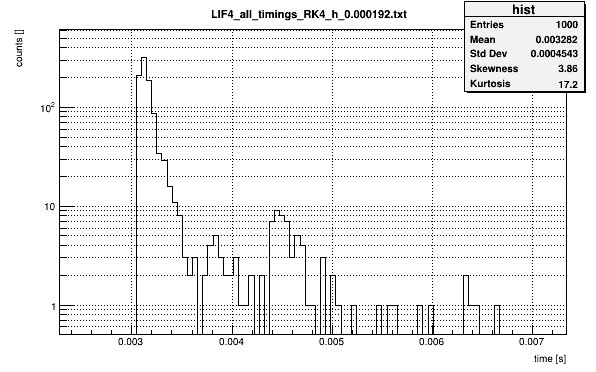 LIF4_all_timings_RK4_h_0.000192.txt
hist
Entries 1000
Mean 0.003282
Std Dev 0.0004543
Skewness 3.86
Kurtosis 17.2
counts []
10²
10
1
0.003 0.004 0.005 0.006 0.007
time [s]